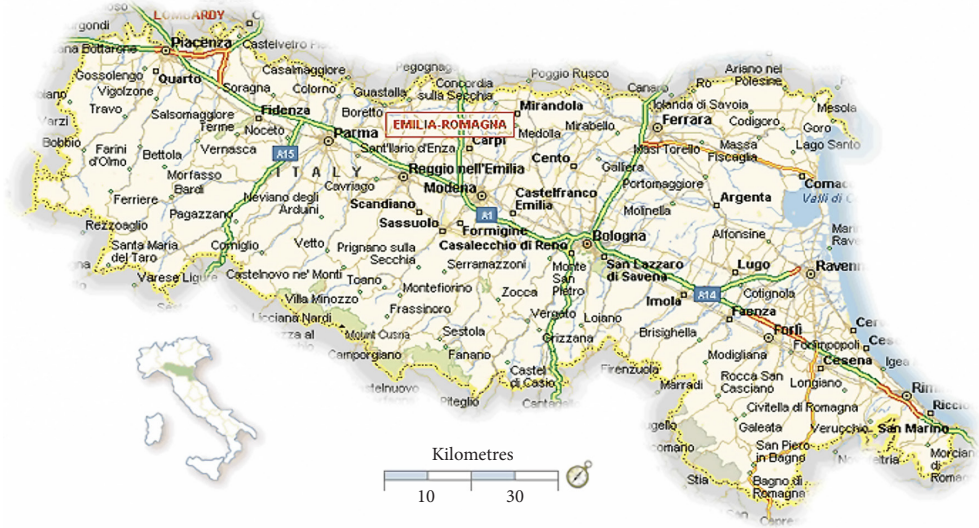 LOMBARDY
Piacenza
Castelvetro
Gossolengo
Quarto
Vigolzone
Travo
Soragna
Casalmaggiore
Colorno
Guastalla
Concordia
sulla Secchia
Poggio Rusco
Canaro
Ro
Ariano nel
Polesine
Iolanda di Savoia
Mesola
Salsomaggiore
Terme
Fidenza
Boretto
Mirandola
Ferrara
Codigoro
Goro
Bobbio
Noceto
Parma
EMILIA-ROMAGNA
Medolla
Mirabello
Lago Santo
Farini
d'Olmo
Bettola
Vernasca
A15
Sant'Ilario d'Enza
Carpi
Cento
Masi Torello
Massa
Fiscaglia
Morfasso
Bardi
ITALY
Cavriago
Reggio nell'Emilia
Galliera
Modena
Castelfranco
Emilia
Portomaggiore
Ferriere
Pagazzano
Neviano degli
Arduni
Scandiano
A1
Molinella
Argenta
Rezzoaglio
Sassuolo
Formigine
Alfonsine
Santa Maria
del Taro
Corniglio
Vetto
Prignano sulla
Secchia
Casalecchio di Reno
Bologna
Serramazzoni
Monte
San
Pietro
San Lazzaro
di Savena
Lugo
Varese Ligure
Castelnovo ne' Monti
Toano
Montefiorino
Zocca
Imola
A14
Cotignola
Villa Minozzo
Frassinoro
Vergato
Loiano
Faenza
Licciana Nardi
Mount Cusna
Sestola
Grizzana
Brisighella
Forlì
Forlimpopoli
Camporgiano
Fanano
Modigliana
Cesena
Castel
di Casio
Firenzuola
Marradi
Rocca San
Casciano
Longiano
Piteglio
Civitella di Romagna
Galeata
Verucchio
San Marino
San Piero
in Bagno
Stia
Bagno di
Romagna
Kilometres
10 30